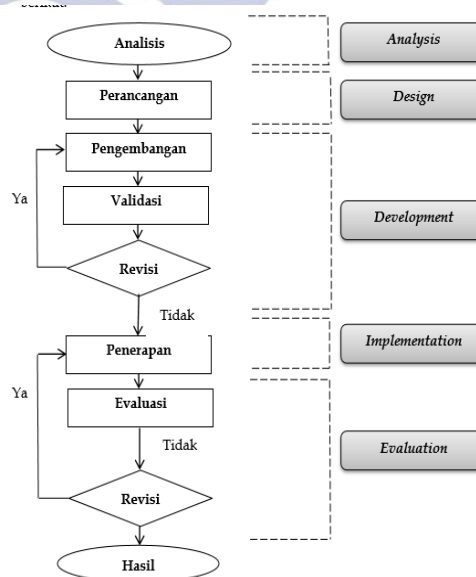 Analisis
Analysis
Perancangan
Design
Pengembangan
Ya
Validasi
Development
Revisi
Tidak
Penerapan
Implementation
Ya
Evaluasi
Tidak
Evaluation
Revisi
Hasil